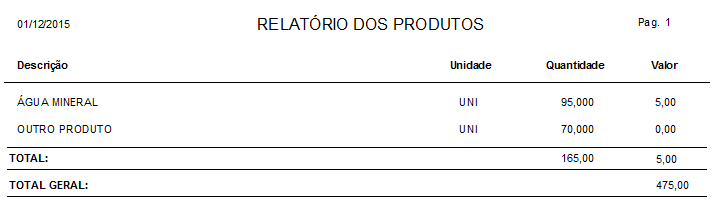 01/12/2015 RELATÓRIO DOS PRODUTOS Pag. 1
Descrição Unidade Quantidade Valor
ÁGUA MINERAL UNI 95,000 5,00
OUTRO PRODUTO UNI 70,000 0,00
TOTAL: 165,00 5,00
TOTAL GERAL: 475,00